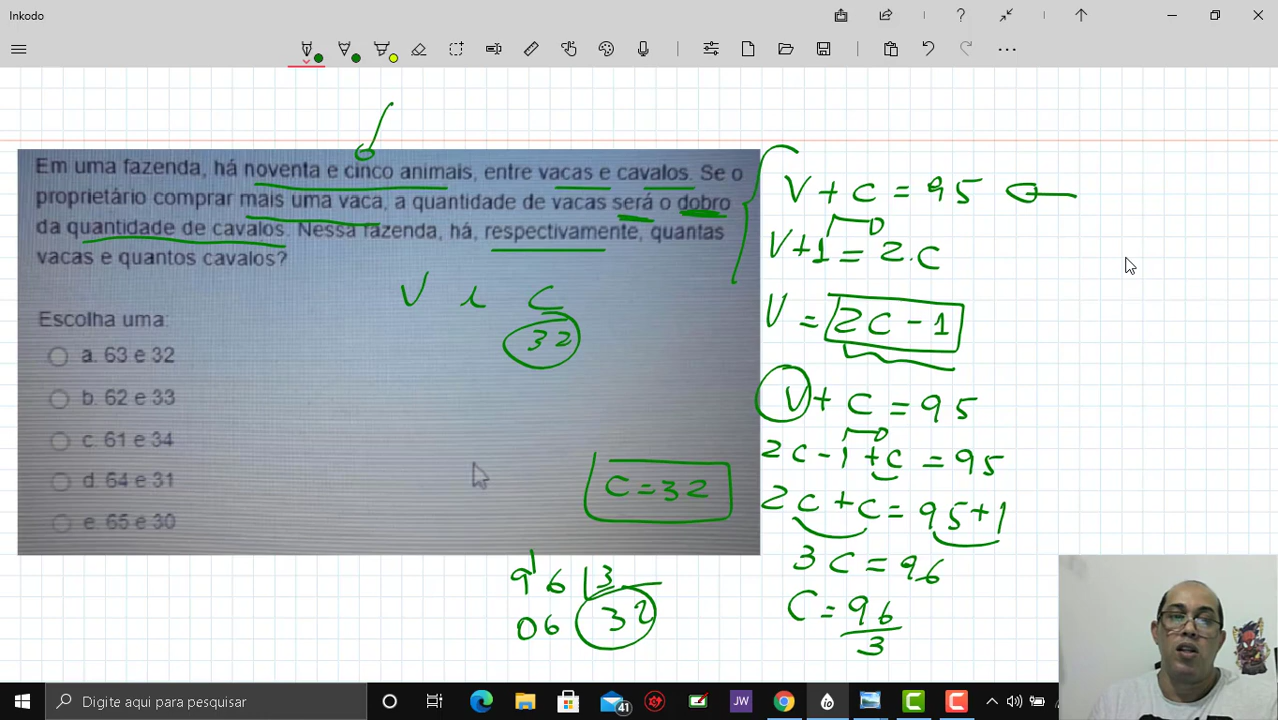 Inkodo
Em uma fazenda, há noventa e cinco animais, entre vacas e cavalos. Se o
proprietário comprar mais uma vaca, a quantidade de vacas será o dobro
da quantidade de cavalos. Nessa fazenda, há, respectivamente, quantas
vacas e quantos cavalos?
V e C
32
Escolha uma:
a. 63 e 32
b. 62 e 33
c. 61 e 34
d. 64 e 31
e. 65 e 30
C = 32
96 3
06 32
V + C = 95
V + 1 = 2 . C
V = 2C - 1
V + C = 95
2C - 1 + C = 95
2C + C = 95 + 1
3C = 96
C = 96
3
Digite aqui para pesquisar
41
JW
io
C
C